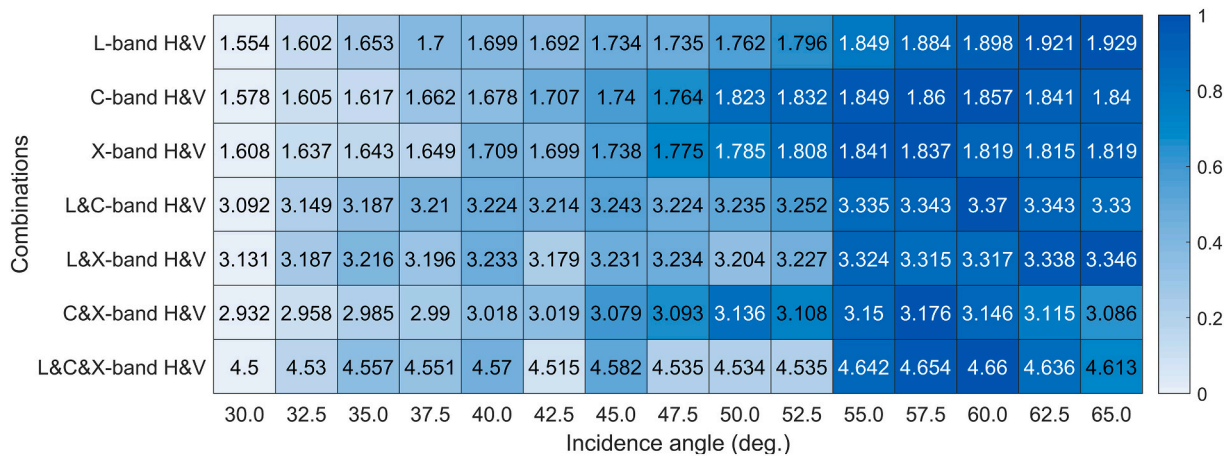 L-band H&V 1.554 1.602 1.653 1.7 1.699 1.692 1.734 1.735 1.762 1.796 1.849 1.884 1.898 1.921 1.929
C-band H&V 1.578 1.605 1.617 1.662 1.678 1.707 1.74 1.764 1.823 1.832 1.849 1.86 1.857 1.841 1.84
X-band H&V 1.608 1.637 1.643 1.649 1.709 1.699 1.738 1.775 1.785 1.808 1.841 1.837 1.819 1.815 1.819
L&C-band H&V 3.092 3.149 3.187 3.21 3.224 3.214 3.243 3.224 3.235 3.252 3.335 3.343 3.37 3.343 3.33
L&X-band H&V 3.131 3.187 3.216 3.196 3.233 3.179 3.231 3.234 3.204 3.227 3.324 3.315 3.317 3.338 3.346
C&X-band H&V 2.932 2.958 2.985 2.99 3.018 3.019 3.079 3.093 3.136 3.108 3.15 3.176 3.146 3.115 3.086
L&C&X-band H&V 4.5 4.53 4.557 4.551 4.57 4.515 4.582 4.535 4.534 4.535 4.642 4.654 4.66 4.636 4.613
30.0 32.5 35.0 37.5 40.0 42.5 45.0 47.5 50.0 52.5 55.0 57.5 60.0 62.5 65.0
Incidence angle (deg.)
Combinations
1
0.8
0.6
0.4
0.2
0